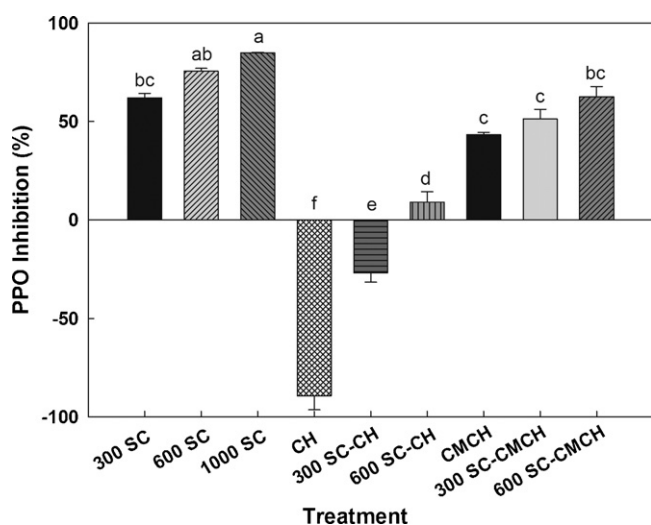 100
50
0
-50
-100
PPO Inhibition (%)
bc
ab
a
f
e
d
c
c
bc
300 SC
600 SC
1000 SC
CH
300 SC-CH
600 SC-CH
CMCH
300 SC-CMCH
600 SC-CMCH
Treatment